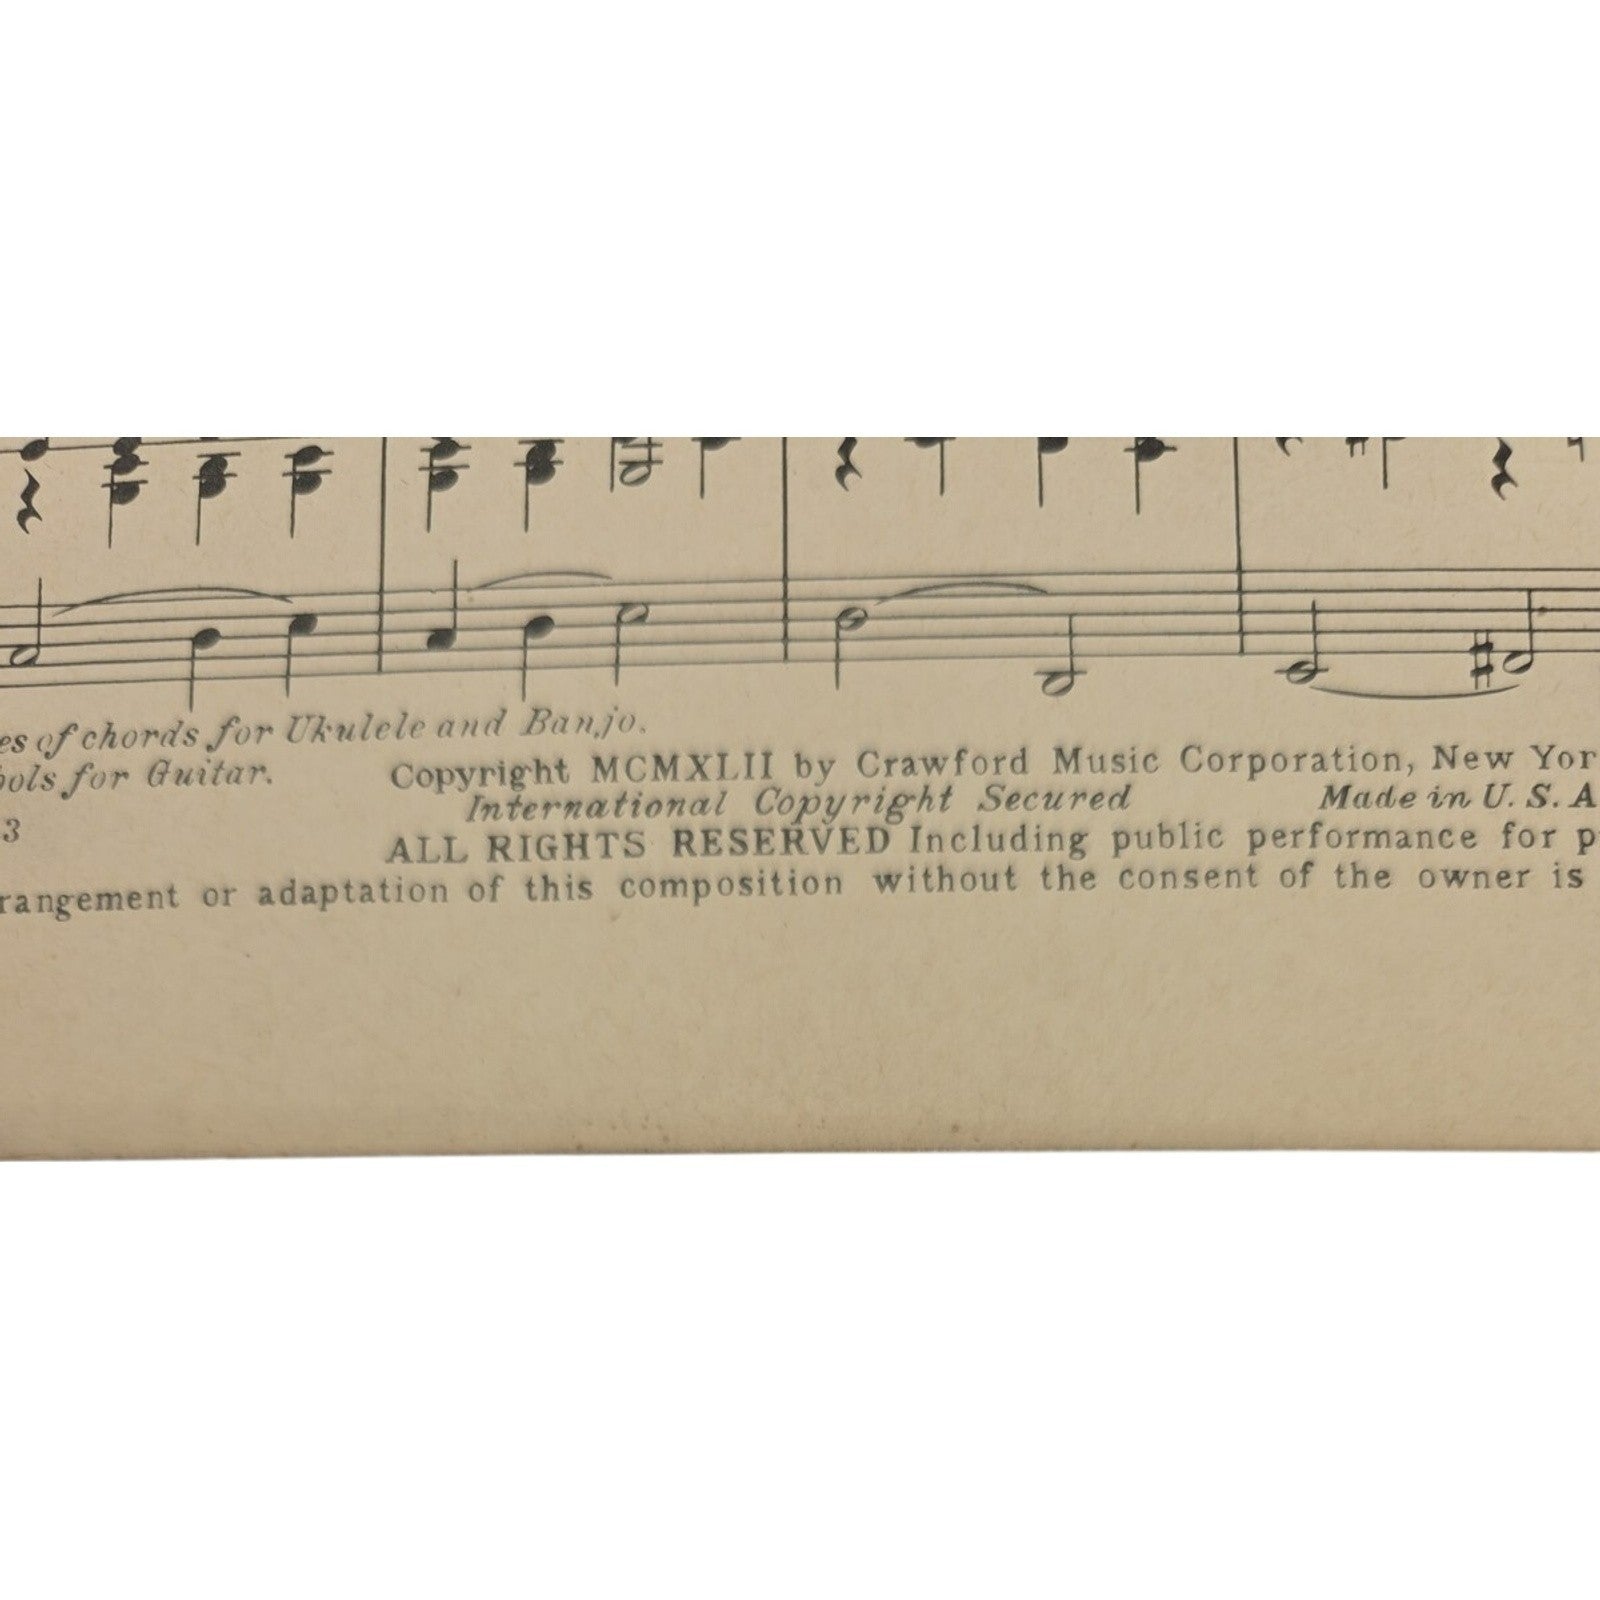 es of chords for Ukulele and Banjo.
bols for Guitar.
Copyright MCMXLII by Crawford Music Corporation, New Yor
International Copyright Secured Made in U. S. A
3
ALL RIGHTS RESERVED Including public performance for p
rangement or adaptation of this composition without the consent of the owner is